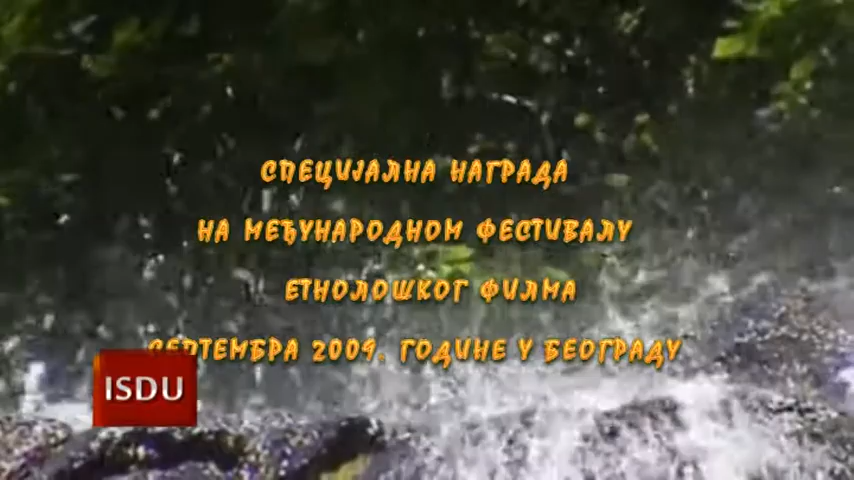 СПЕЦИЈАЛНА НАГРАДА
НА МЕЂУНАРОДНОМ ФЕСТИВАЛУ
ЕТНОЛОШКОГ ФИЛМА
СЕПТЕМБРА 2009. ГОДИНЕ У БЕОГРАДУ
ISDU